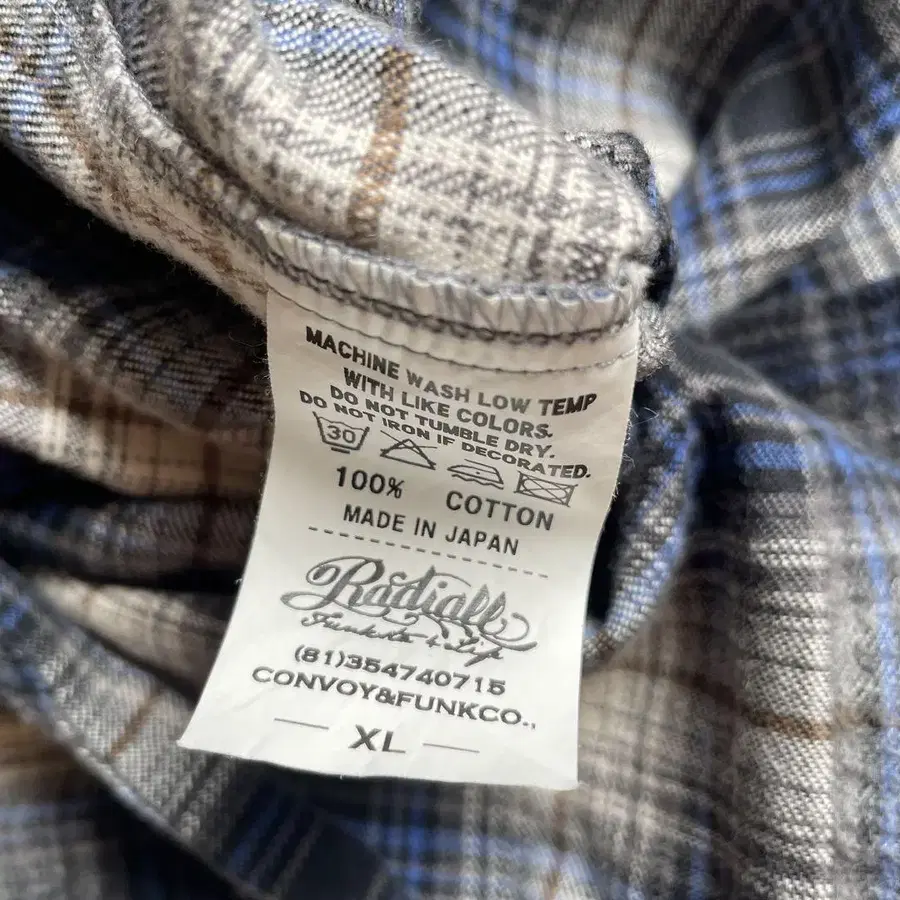 MACHINE WASH LOW TEMP
WITH LIKE COLORS.
DO NOT TUMBLE DRY.
DO NOT IRON IF DECORATED.
30
100% COTTON
MADE IN JAPAN
Radiall
(81)354740715
CONVOY&FUNKCO.,
XL